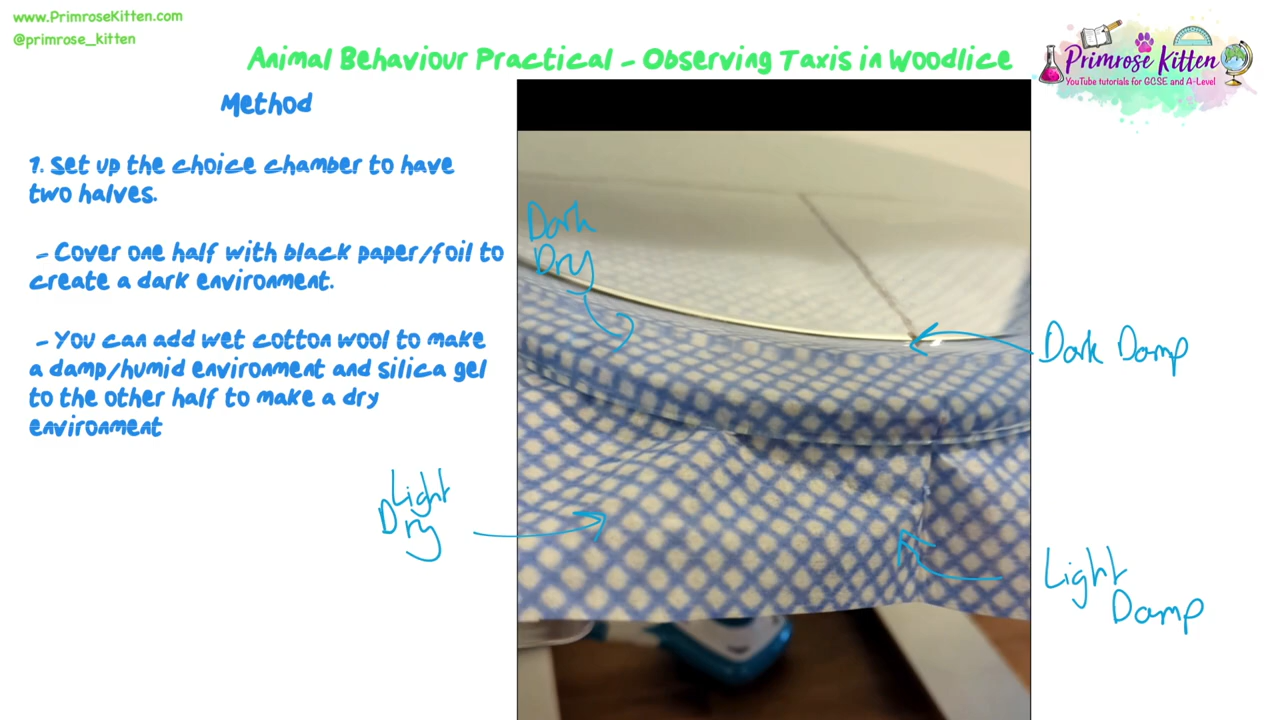 www.PrimroseKitten.com
@primrose_kitten
Animal Behaviour Practical - Observing Taxis in Woodlice
Primrose Kitten
YouTube tutorials for GCSE and A-Level
Method
1. Set up the choice chamber to have
two halves.
- Cover one half with black paper/foil to
create a dark environment.
- You can add wet cotton wool to make
a damp/humid environment and silica gel
to the other half to make a dry
environment
Dark
Dry
Dark Damp
Light
Dry
Light
Damp